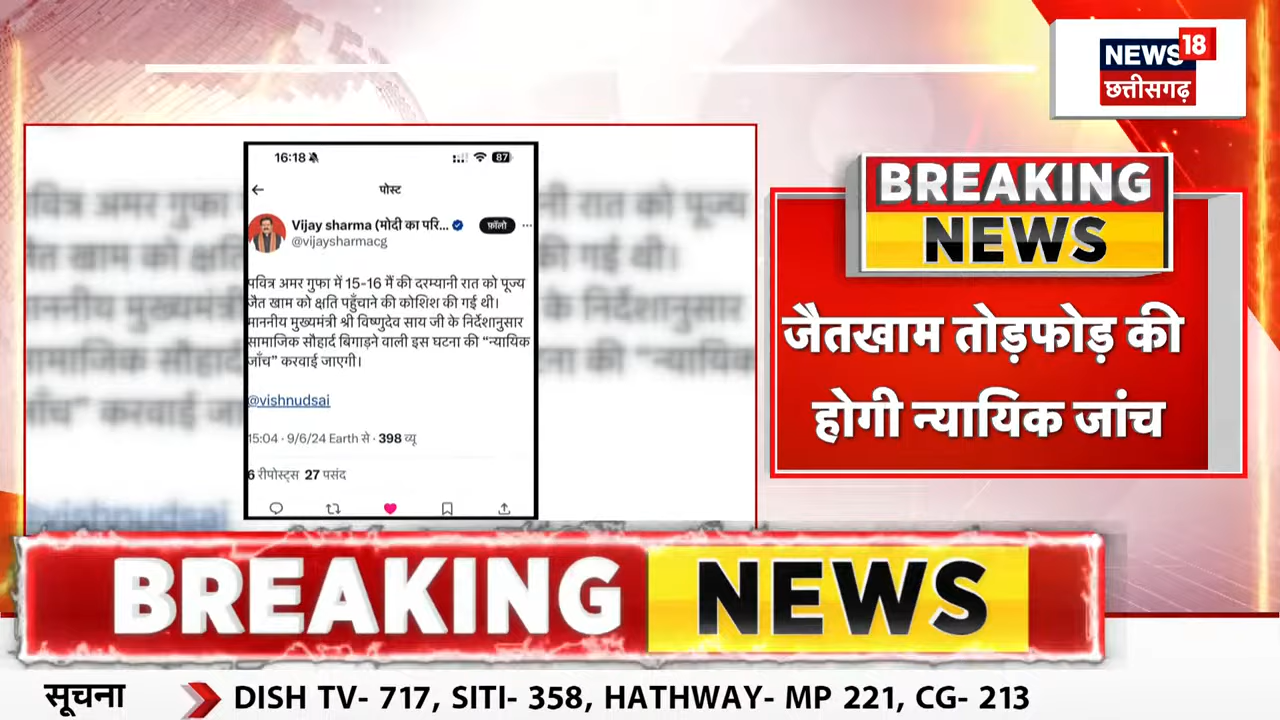 NEWS18
छत्तीसगढ़
16:18
87
पोस्ट
Vijay sharma (मोदी का परि...
फ़ॉलो
@vijaysharmacg
पवित्र अमर गुफा में 15-16 मैं की दरम्यानी रात को पूज्य
जैत खाम को क्षति पहुँचाने की कोशिश की गई थी।
माननीय मुख्यमंत्री श्री विष्णुदेव साय जी के निर्देशानुसार
सामाजिक सौहार्द बिगाड़ने वाली इस घटना की “न्यायिक
जाँच” करवाई जाएगी।
@vishnudsai
15:04 · 9/6/24 Earth से · 398 व्यू
6 रीपोस्ट्स 27 पसंद
BREAKING
NEWS
जैतखाम तोड़फोड़ की
होगी न्यायिक जांच
BREAKING NEWS
सूचना
DISH TV- 717, SITI- 358, HATHWAY- MP 221, CG- 213